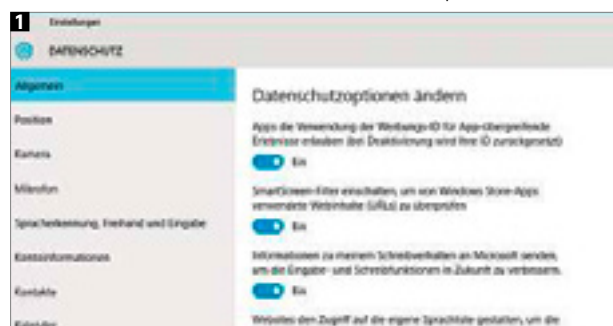 1
Einstellungen
DATENSCHUTZ
Allgemein
Position
Kamera
Mikrofon
Spracherkennung, Freihand und Eingabe
Kontoinformationen
Kontakte
Kalender
Datenschutzoptionen ändern
Apps die Verwendung der Werbungs-ID für App-übergreifende
Erlebnisse erlauben (bei Deaktivierung wird Ihre ID zurückgesetzt)
Ein
SmartScreen-Filter einschalten, um von Windows Store-Apps
verwendete Webinhalte (URLs) zu überprüfen
Ein
Informationen zu meinem Schreibverhalten an Microsoft senden,
um die Eingabe- und Schreibfunktionen in Zukunft zu verbessern.
Ein
Websites den Zugriff auf die eigene Sprachliste gestatten, um die